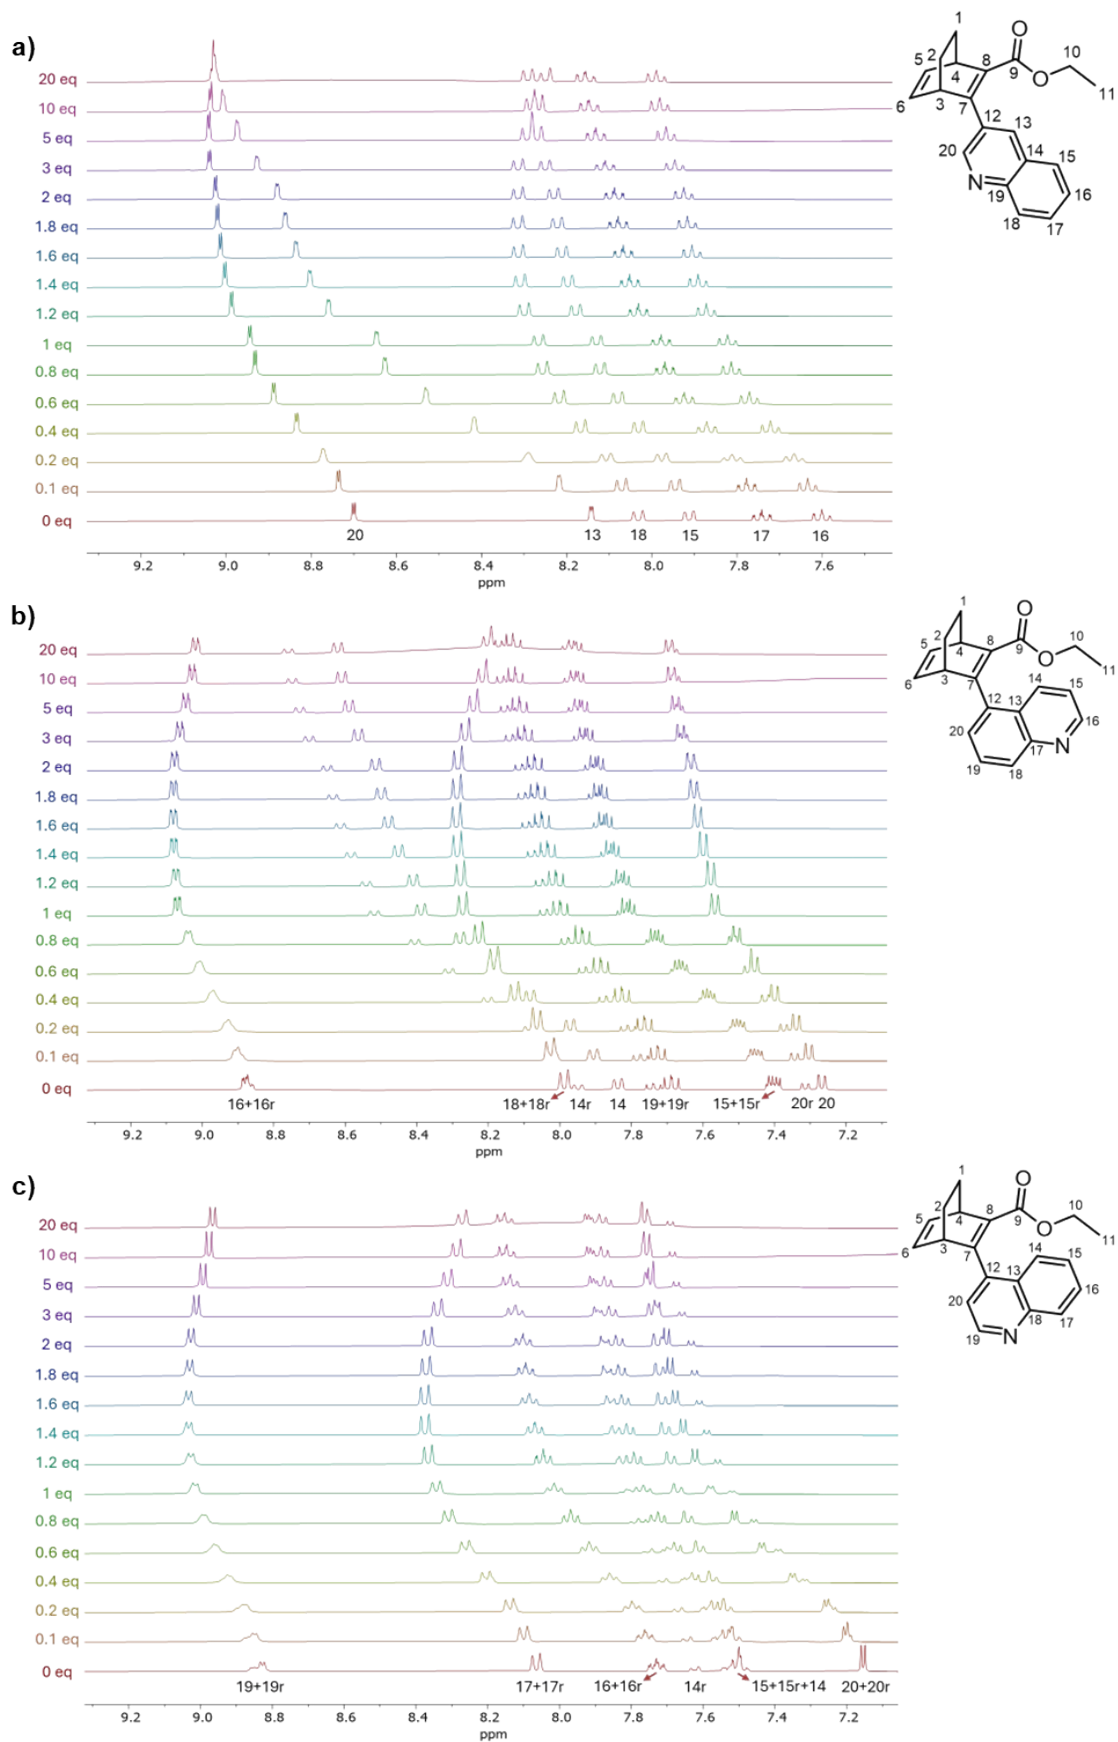 a)
20 eq
10 eq
5 eq
3 eq
2 eq
1.8 eq
1.6 eq
1.4 eq
1.2 eq
1 eq
0.8 eq
0.6 eq
0.4 eq
0.2 eq
0.1 eq
0 eq
20 13 18 15 17 16
9.2 9.0 8.8 8.6 8.4 8.2 8.0 7.8 7.6
ppm
1
O
5 2 8 10
4 9 O
11
6 3 7
12 13
20 14 15
N 19 16
18 17
b)
20 eq
10 eq
5 eq
3 eq
2 eq
1.8 eq
1.6 eq
1.4 eq
1.2 eq
1 eq
0.8 eq
0.6 eq
0.4 eq
0.2 eq
0.1 eq
0 eq
16+16r 18+18r 14r 14 19+19r 15+15r 20r 20
9.2 9.0 8.8 8.6 8.4 8.2 8.0 7.8 7.6 7.4 7.2
ppm
1
O
5 2 8 10
4 9 O
11
6 3 7
14 15
12 13
20 16
17 N
19 18
c)
20 eq
10 eq
5 eq
3 eq
2 eq
1.8 eq
1.6 eq
1.4 eq
1.2 eq
1 eq
0.8 eq
0.6 eq
0.4 eq
0.2 eq
0.1 eq
0 eq
19+19r 17+17r 16+16r 14r 15+15r+14 20+20r
9.2 9.0 8.8 8.6 8.4 8.2 8.0 7.8 7.6 7.4 7.2
ppm
1
O
5 2 8 10
4 9 O
11
6 3 7
14 15
12 13
20 16
18 17
19 N